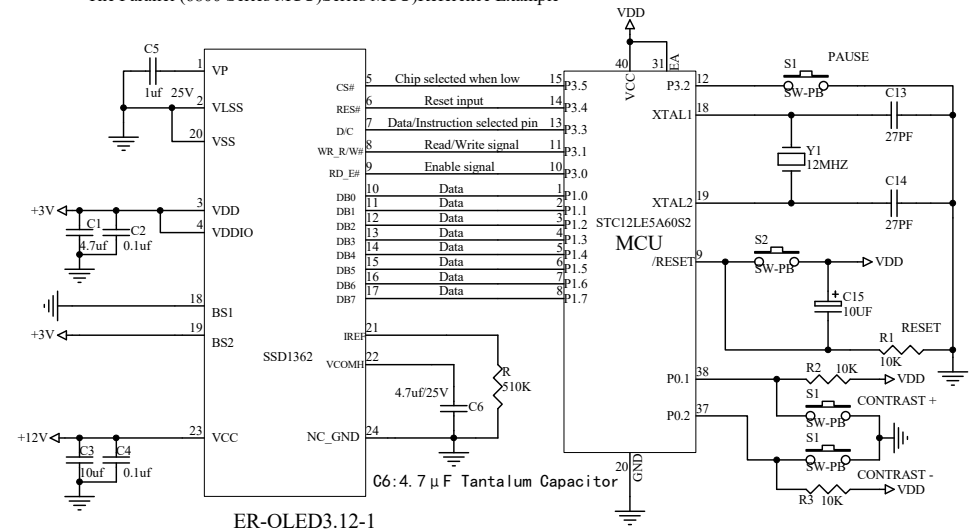 VDD
C5
1uf 25V
1 VP
2 VLSS
20 VSS
+3V
C1
4.7uf
C2
0.1uf
3 VDD
4 VDDIO
18 BS1
+3V
19 BS2
SSD1362
+12V
C3
10uf
C4
0.1uf
23 VCC
ER-OLED3.12-1
CS# 5 Chip selected when low 15 P3.5
RES# 6 Reset input 14 P3.4
D/C 7 Data/Instruction selected pin 13 P3.3
WR_R/W# 8 Read/Write signal 11 P3.1
RD_E# 9 Enable signal 10 P3.0
DB0 10 Data 1 P1.0
DB1 11 Data 2 P1.1
DB2 12 Data 3 P1.2
DB3 13 Data 4 P1.3
DB4 14 Data 5 P1.4
DB5 15 Data 6 P1.5
DB6 16 Data 7 P1.6
DB7 17 Data 8 P1.7
IREF 21
VCOMH 22
R
510K
4.7uf/25V
C6
NC_GND 24
C6:4.7μF Tantalum Capacitor
40 VCC
31 EA
STC12LE5A60S2
MCU
20 GND
P3.2 12
S1
SW-PB
PAUSE
XTAL1 18
C13
27PF
Y1
12MHZ
XTAL2 19
C14
27PF
/RESET 9
S2
SW-PB
VDD
C15
+
10UF
R1
10K
RESET
P0.1 38
R2 10K
VDD
S1
SW-PB
CONTRAST +
P0.2 37
S1
SW-PB
CONTRAST -
R3 10K
VDD